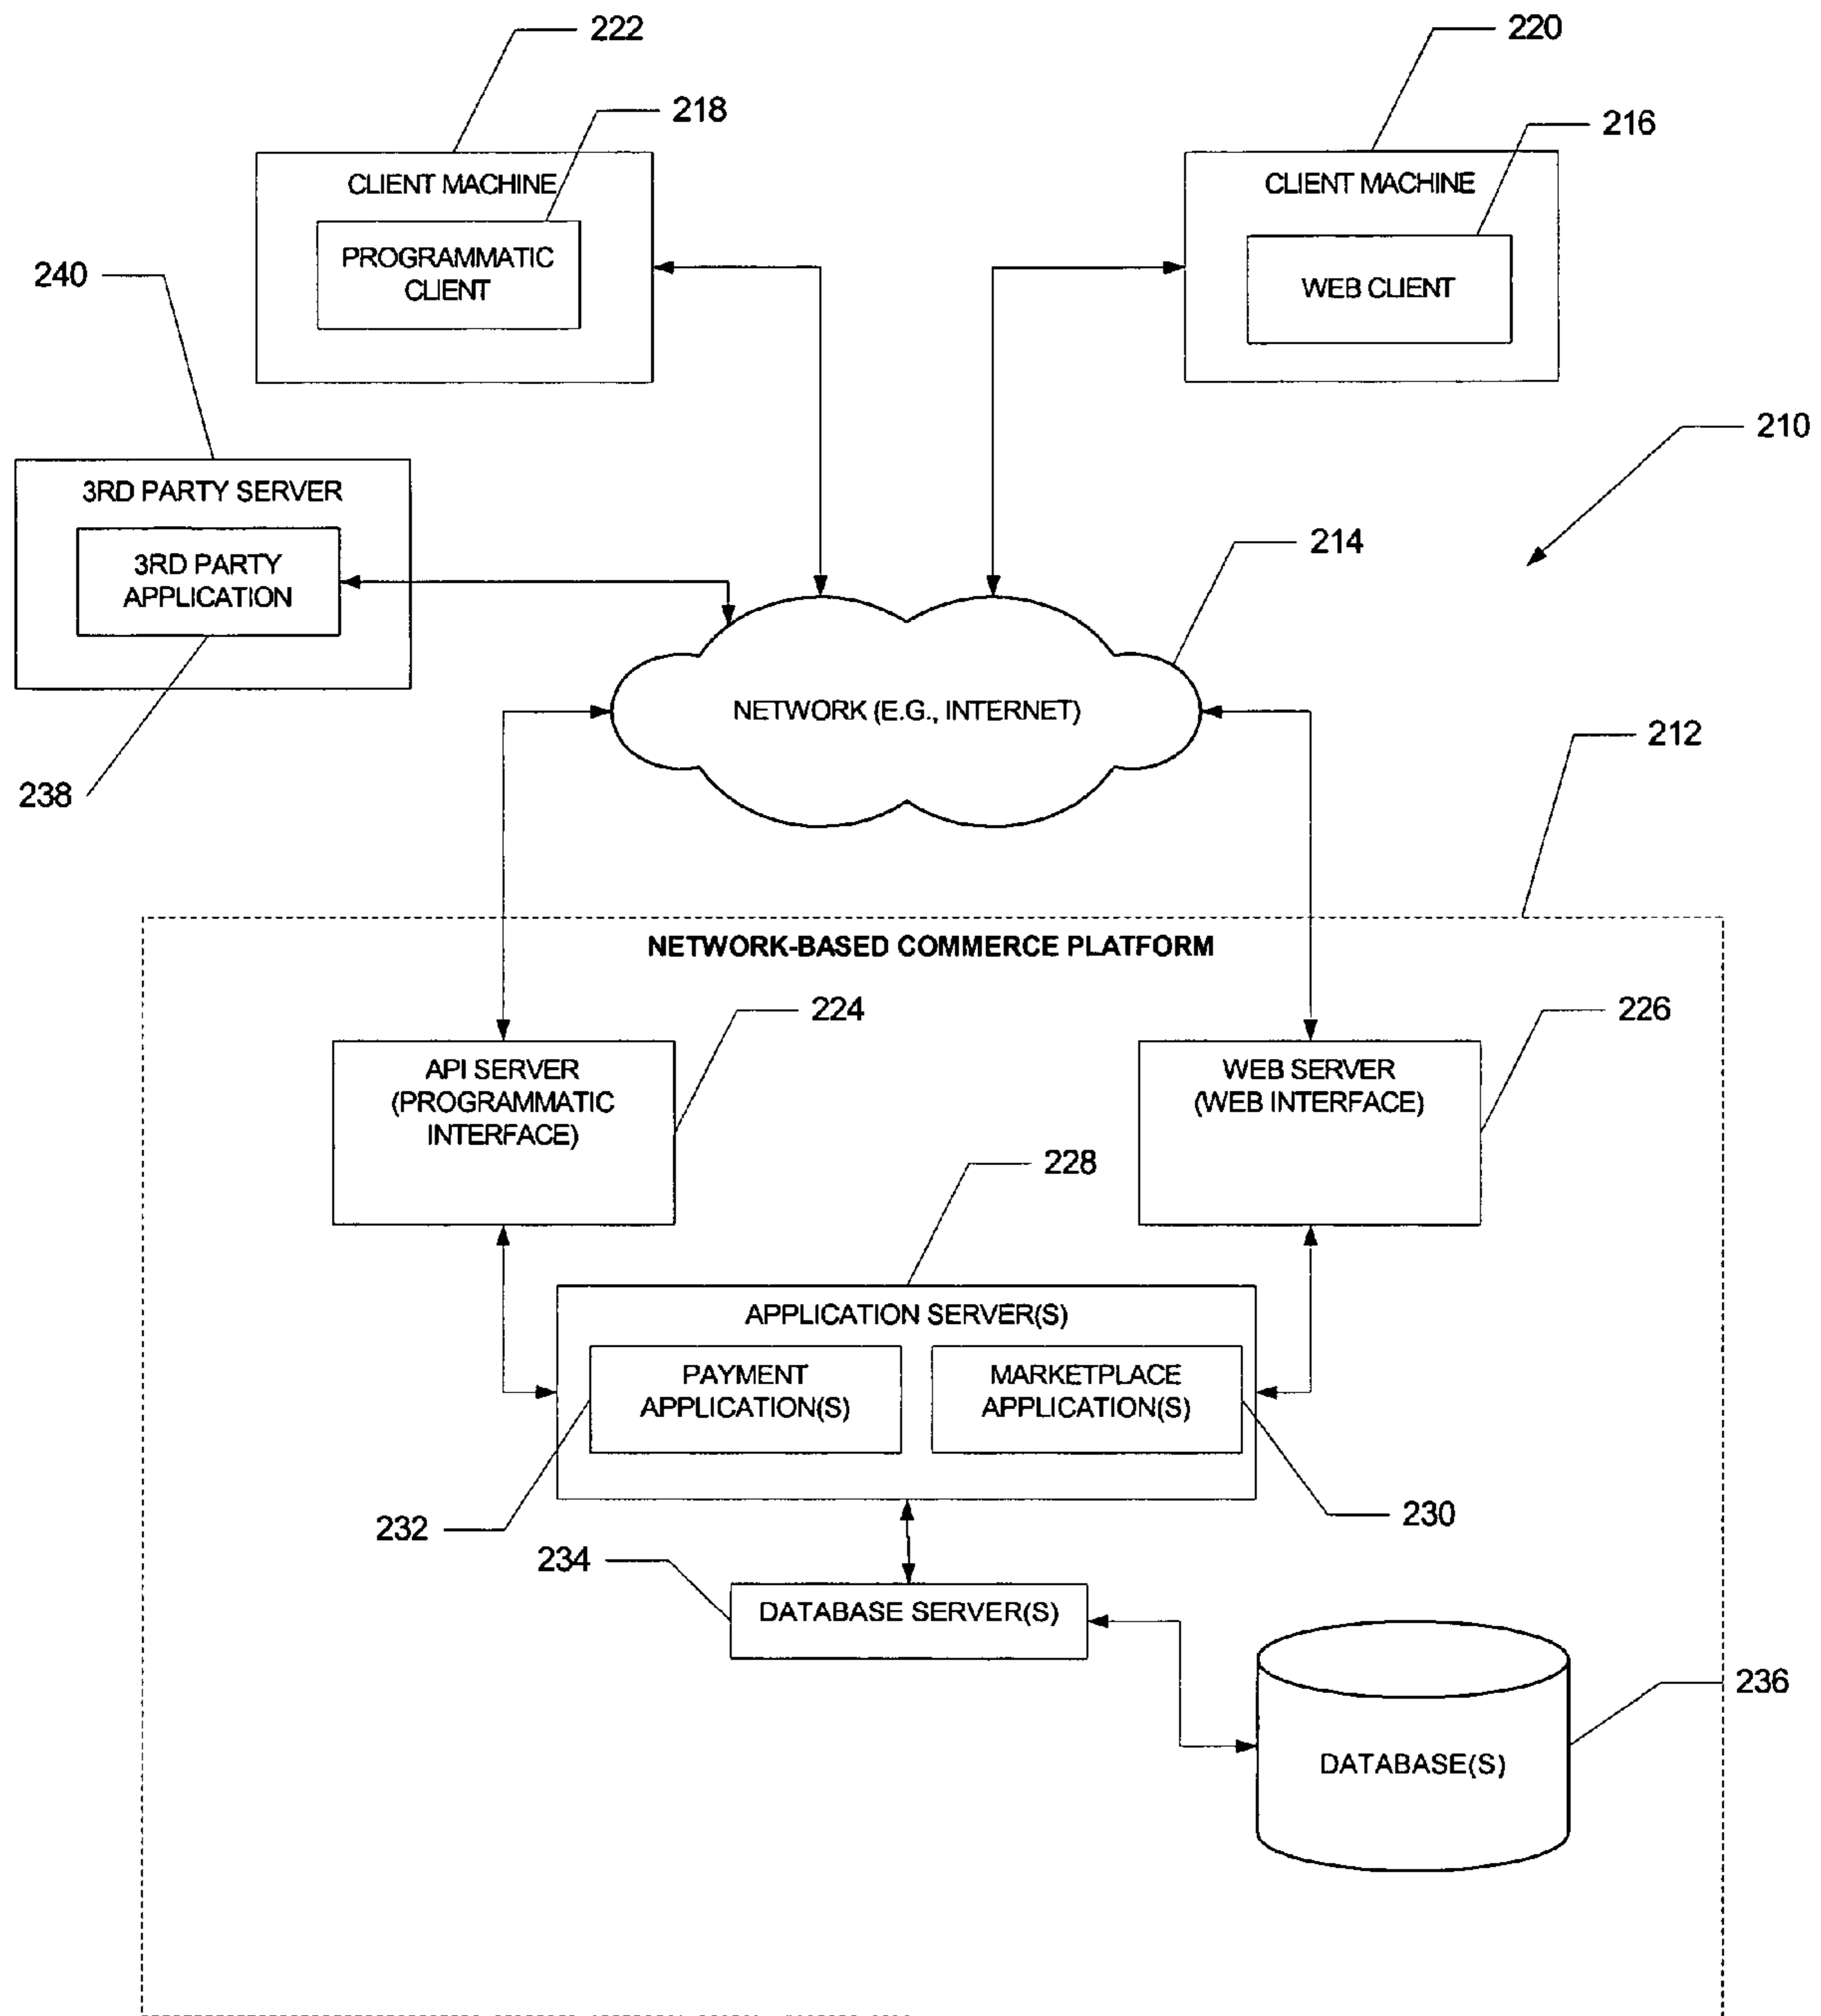 222
220
218
216
CLIENT MACHINE
CLIENT MACHINE
PROGRAMMATIC
CLIENT
WEB CLIENT
240
210
3RD PARTY SERVER
3RD PARTY
APPLICATION
214
NETWORK (E.G., INTERNET)
238
212
NETWORK-BASED COMMERCE PLATFORM
224
226
API SERVER
(PROGRAMMATIC
INTERFACE)
WEB SERVER
(WEB INTERFACE)
228
APPLICATION SERVER(S)
PAYMENT
APPLICATION(S)
MARKETPLACE
APPLICATION(S)
232
230
234
DATABASE SERVER(S)
236
DATABASE(S)